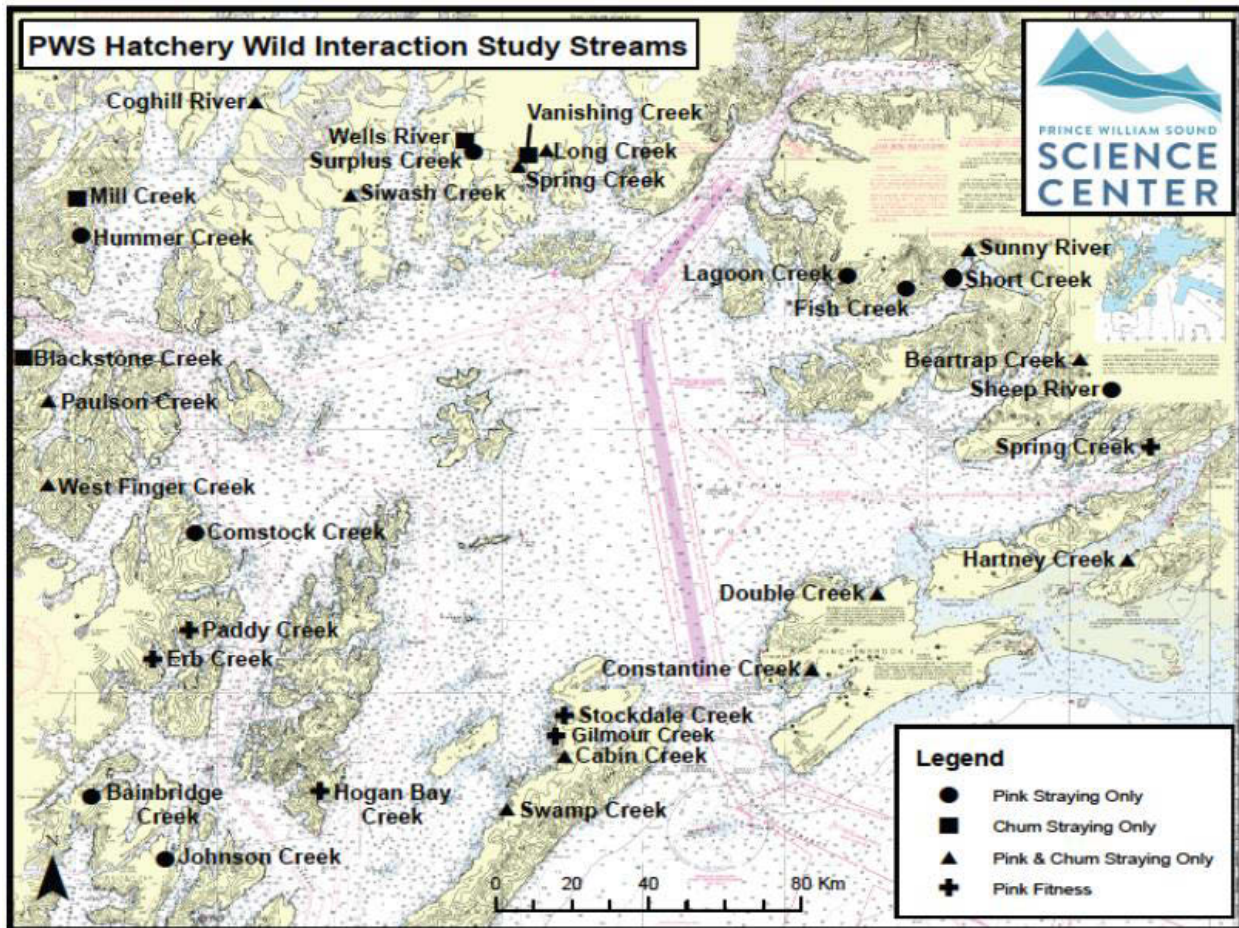 PWS Hatchery Wild Interaction Study Streams
PRINCE WILLIAM SOUND
SCIENCE
CENTER
Coghill River
Vanishing Creek
Wells River
Surplus Creek
Long Creek
Spring Creek
Mill Creek
Siwash Creek
Hummer Creek
Sunny River
Lagoon Creek
Short Creek
Fish Creek
Blackstone Creek
Beartrap Creek
Paulson Creek
Sheep River
Spring Creek
West Finger Creek
Comstock Creek
Hartney Creek
Double Creek
Paddy Creek
Erb Creek
Constantine Creek
Stockdale Creek
Gilmour Creek
Cabin Creek
Bainbridge
Creek
Hogan Bay
Creek
Swamp Creek
Johnson Creek
N
0 20 40 80 Km
Legend
Pink Straying Only
Chum Straying Only
Pink & Chum Straying Only
Pink Fitness